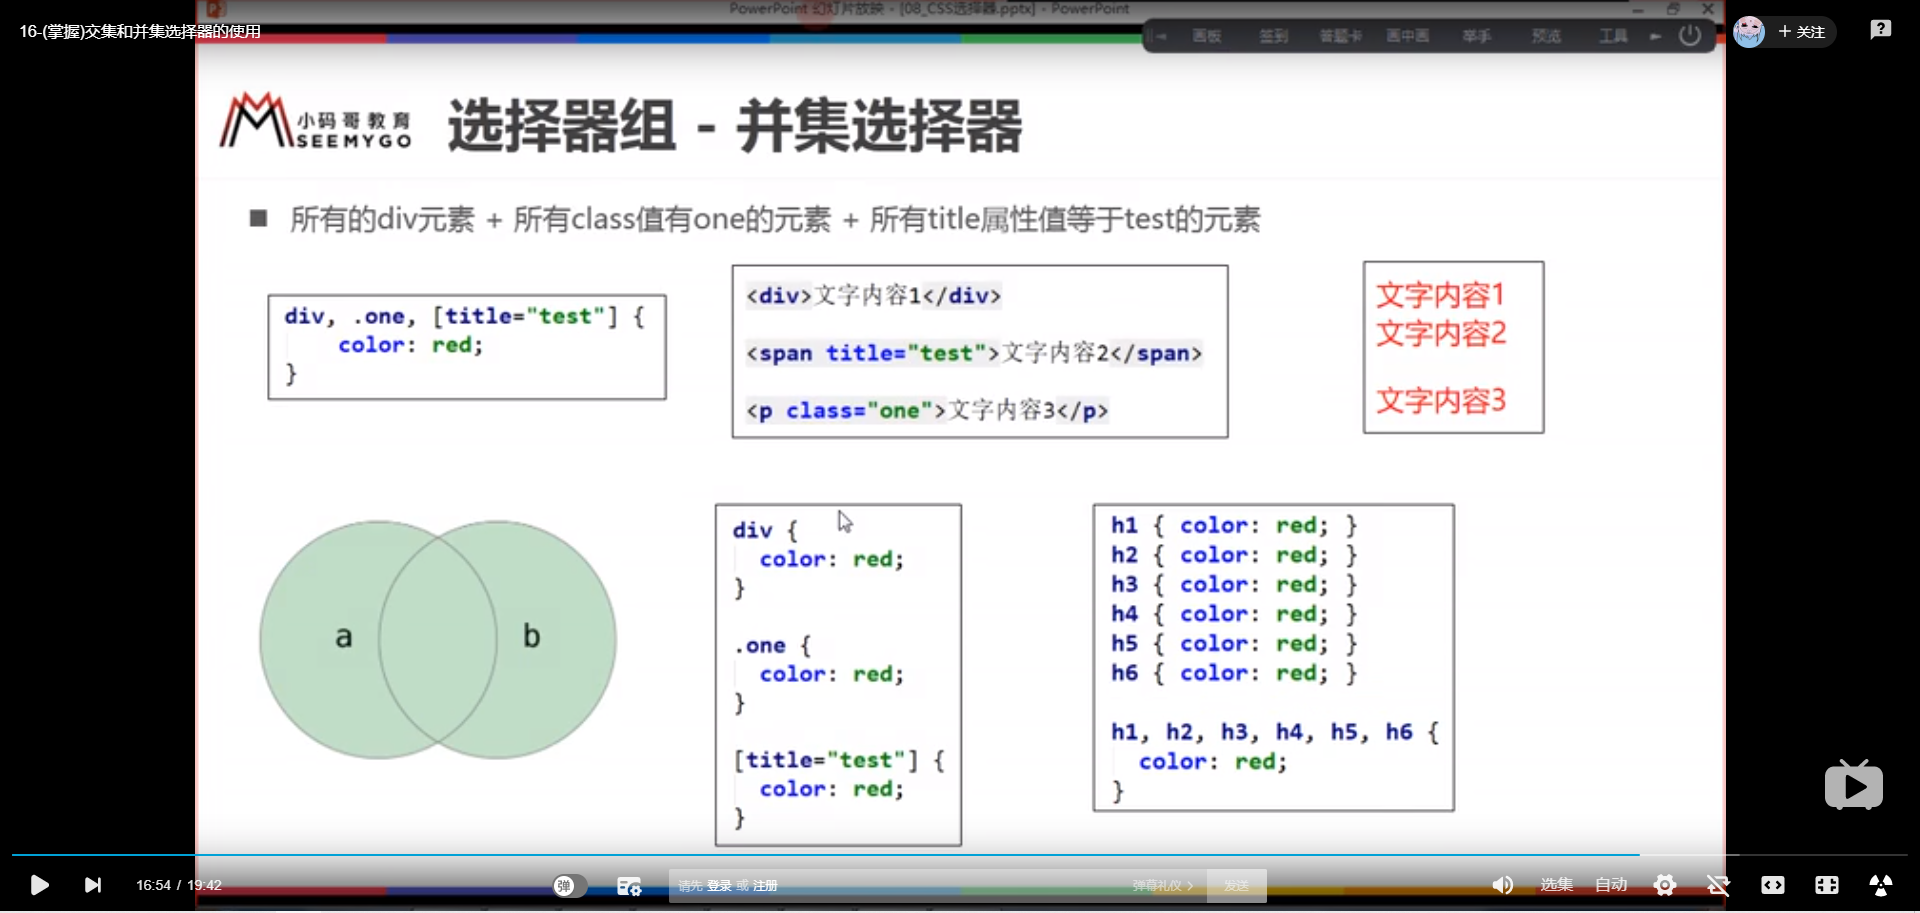 PowerPoint 幻灯片放映 - [08_CSS选择器.pptx] - PowerPoint
16-(掌握)交集和并集选择器的使用
画板 签到 答题卡 画中画 举手 预览 工具
+ 关注
小码哥教育
SEEMYGO
选择器组 - 并集选择器
■ 所有的div元素 + 所有class值有one的元素 + 所有title属性值等于test的元素
div, .one, [title="test"] {
color: red;
}
<div>文字内容1</div>
<span title="test">文字内容2</span>
<p class="one">文字内容3</p>
文字内容1
文字内容2
文字内容3
a
b
div {
color: red;
}
.one {
color: red;
}
[title="test"] {
color: red;
}
h1 { color: red; }
h2 { color: red; }
h3 { color: red; }
h4 { color: red; }
h5 { color: red; }
h6 { color: red; }
h1, h2, h3, h4, h5, h6 {
color: red;
}
16:54 / 19:42
弹
请先 登录 或 注册
弹幕礼仪 >
发送
选集
自动